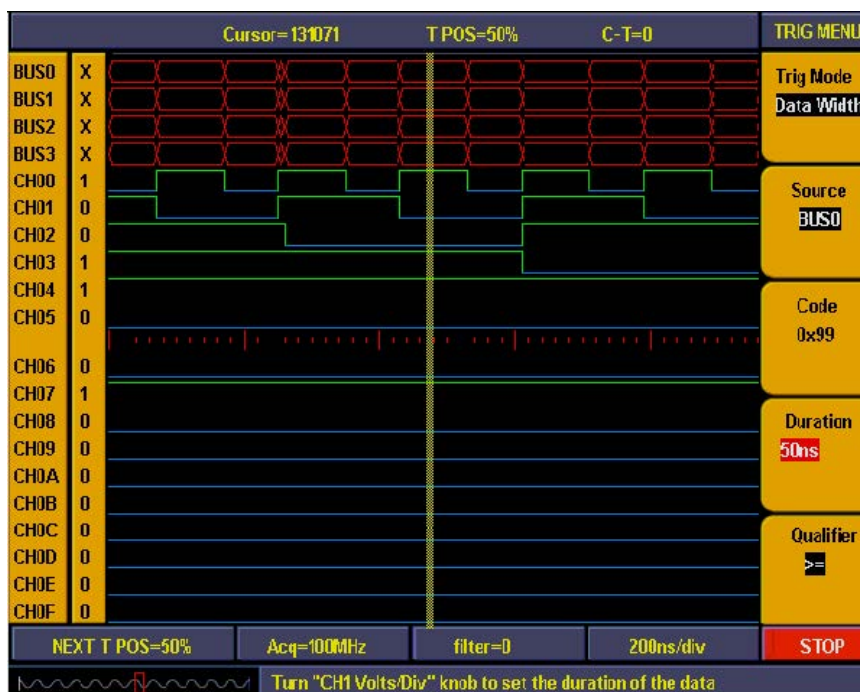 Cursor=131071 T POS=50% C-T=0 TRIG MENU
BUS0 X
BUS1 X
BUS2 X
BUS3 X
CH00 1
CH01 0
CH02 0
CH03 1
CH04 1
CH05 0
CH06 0
CH07 1
CH08 0
CH09 0
CH0A 0
CH0B 0
CH0C 0
CH0D 0
CH0E 0
CH0F 0
Trig Mode
Data Width
Source
BUS0
Code
0x99
Duration
50ns
Qualifier
>=
NEXT T POS=50% Acq=100MHz filter=0 200ns/div STOP
Turn "CH1 Volts/Div" knob to set the duration of the data